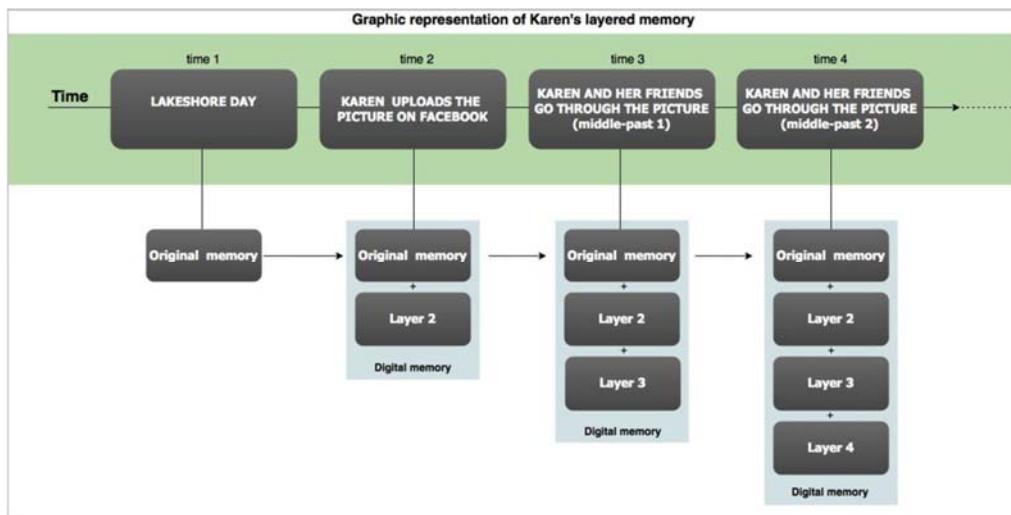 Graphic representation of Karen's layered memory
time 1
time 2
time 3
time 4
Time
LAKESHORE DAY
KAREN UPLOADS THE
PICTURE ON FACEBOOK
KAREN AND HER FRIENDS
GO THROUGH THE PICTURE
(middle-past 1)
KAREN AND HER FRIENDS
GO THROUGH THE PICTURE
(middle-past 2)
Original memory
Original memory
+
Layer 2
Digital memory
Original memory
+
Layer 2
+
Layer 3
Digital memory
Original memory
+
Layer 2
+
Layer 3
+
Layer 4
Digital memory